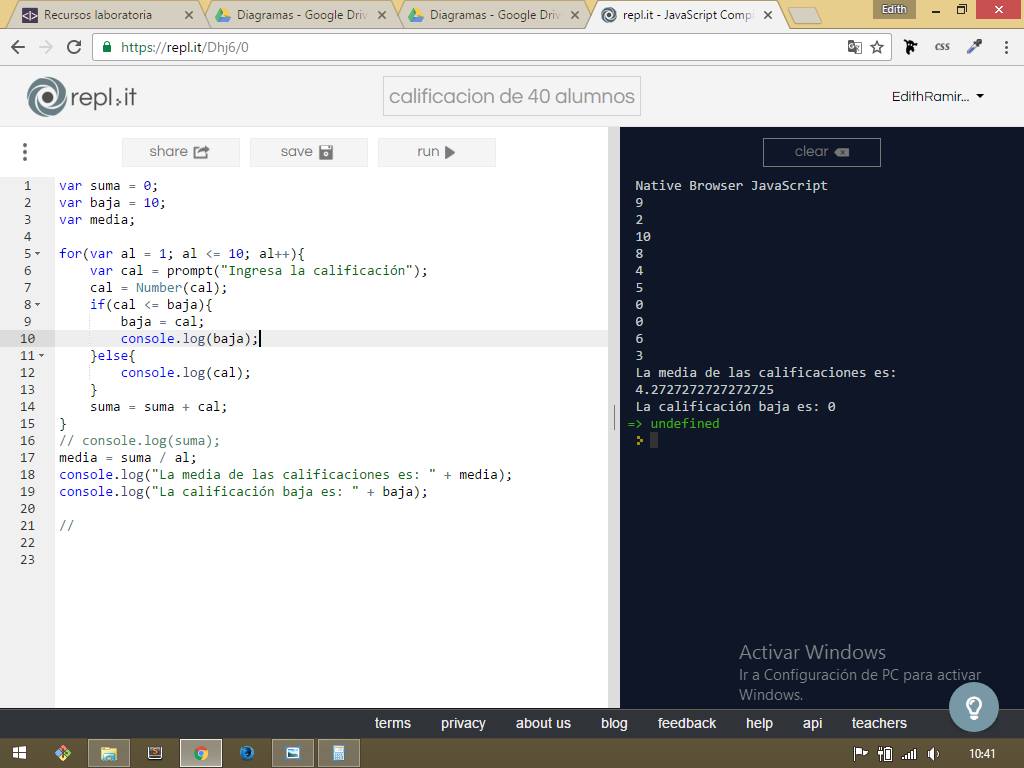 Recursos laboratoria
Diagramas - Google Driv
Diagramas - Google Driv
repl.it - JavaScript Comp
Edith
https://repl.it/Dhj6/0
css
repl.it
calificacion de 40 alumnos
EdithRamir...
share
save
run
clear
1 var suma = 0;
2 var baja = 10;
3 var media;
4
5 for(var al = 1; al <= 10; al++){
6 var cal = prompt("Ingresa la calificación");
7 cal = Number(cal);
8 if(cal <= baja){
9 baja = cal;
10 console.log(baja);
11 }else{
12 console.log(cal);
13 }
14 suma = suma + cal;
15 }
16 // console.log(suma);
17 media = suma / al;
18 console.log("La media de las calificaciones es: " + media);
19 console.log("La calificación baja es: " + baja);
20
21 //
22
23
Native Browser JavaScript
9
2
10
8
4
5
0
0
6
3
La media de las calificaciones es:
4.2727272727272725
La calificación baja es: 0
=> undefined
Activar Windows
Ir a Configuración de PC para activar
Windows.
terms privacy about us blog feedback help api teachers
10:41